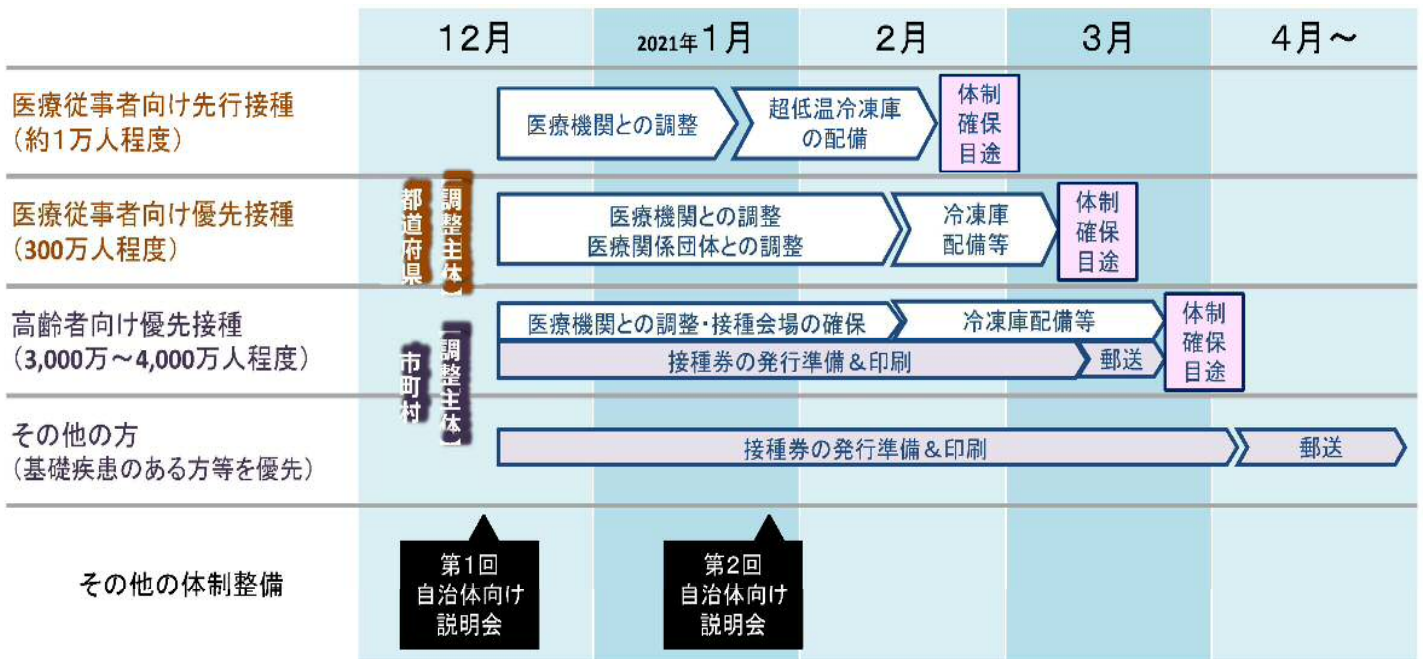 12月
2021年1月
2月
3月
4月～
医療従事者向け先行接種
（約1万人程度）
医療機関との調整
超低温冷凍庫
の配備
体制
確保
目途
医療従事者向け優先接種
（300万人程度）
【調整主体】
都道府県
医療機関との調整
医療関係団体との調整
冷凍庫
配備等
体制
確保
目途
高齢者向け優先接種
（3,000万～4,000万人程度）
【調整主体】
市町村
医療機関との調整・接種会場の確保
冷凍庫配備等
接種券の発行準備＆印刷
郵送
体制
確保
目途
その他の方
（基礎疾患のある方等を優先）
接種券の発行準備＆印刷
郵送
その他の体制整備
第1回
自治体向け
説明会
第2回
自治体向け
説明会